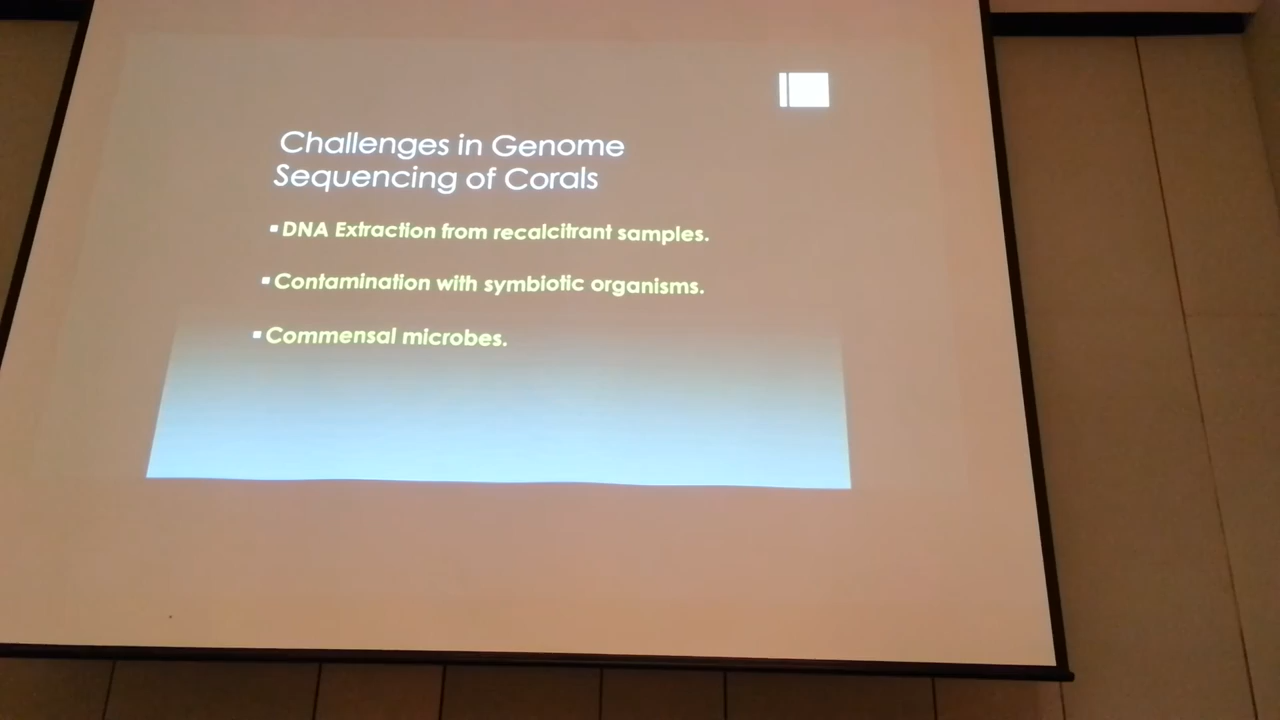 Challenges in Genome
Sequencing of Corals
▪ DNA Extraction from recalcitrant samples.
▪ Contamination with symbiotic organisms.
▪ Commensal microbes.